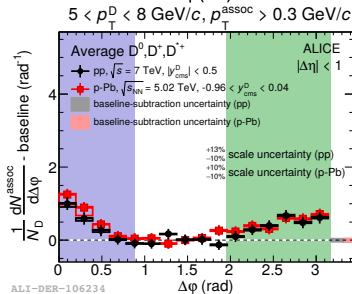 5 < p_T^D < 8 GeV/c, p_T^assoc > 0.3 GeV/c
Average D⁰,D⁺,D*⁺
ALICE
pp, √s = 7 TeV, |y^D_cms| < 0.5
|Δη| < 1
p-Pb, √s_NN = 5.02 TeV, -0.96 < y^D_cms < 0.04
baseline-subtraction uncertainty (pp)
baseline-subtraction uncertainty (p-Pb)
+13%
−10% scale uncertainty (pp)
+10%
−10% scale uncertainty (p-Pb)
1/N_D dN^assoc/dΔφ - baseline (rad⁻¹)
4
2
0
0 0.5 1 1.5 2 2.5 3
Δφ (rad)
ALI-DER-106234